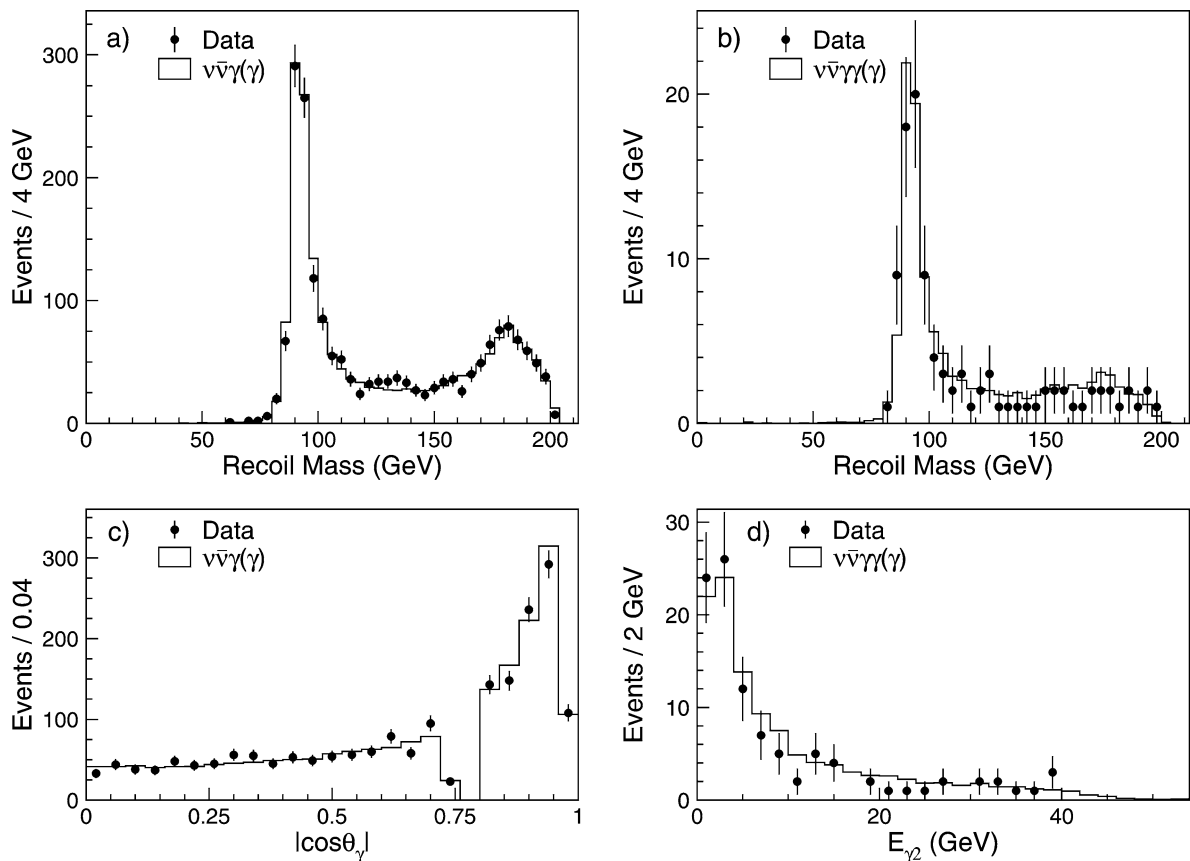 a) Data
νν̄γ(γ)
300
200
100
0
Events / 4 GeV
0 50 100 150 200
Recoil Mass (GeV)
b) Data
νν̄γγ(γ)
20
10
0
Events / 4 GeV
0 50 100 150 200
Recoil Mass (GeV)
c) Data
νν̄γ(γ)
300
200
100
0
Events / 0.04
0 0.25 0.5 0.75 1
|cosθγ|
d) Data
νν̄γγ(γ)
30
20
10
0
Events / 2 GeV
0 20 40
Eγ2 (GeV)